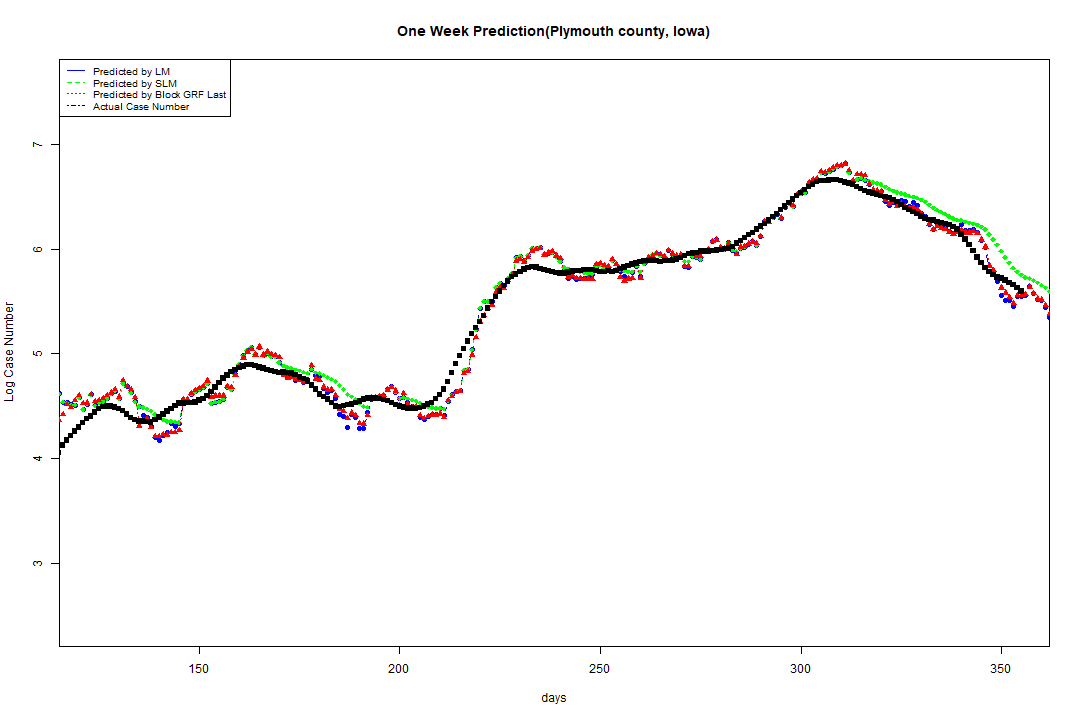 One Week Prediction(Plymouth county, Iowa)
Predicted by LM
Predicted by SLM
Predicted by Block GRF Last
Actual Case Number
Log Case Number
7
6
5
4
3
150 200 250 300 350
days